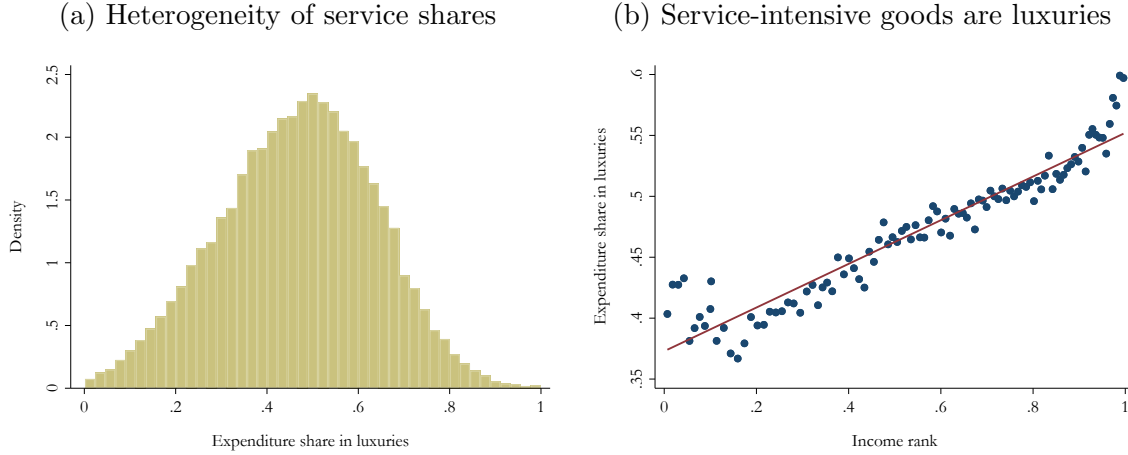 (a) Heterogeneity of service shares
Density
2.5
2
1.5
1
.5
0
0 .2 .4 .6 .8 1
Expenditure share in luxuries
(b) Service-intensive goods are luxuries
Expenditure share in luxuries
.6
.55
.5
.45
.4
.35
0 .2 .4 .6 .8 1
Income rank